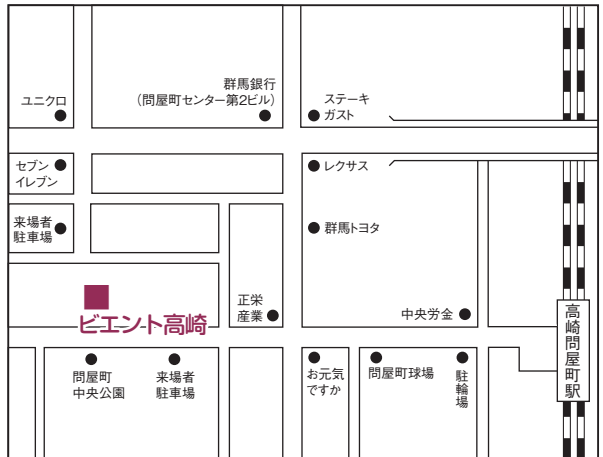 ユニクロ
群馬銀行
(問屋町センター第2ビル)
ステーキ
ガスト
セブン
イレブン
レクサス
来場者
駐車場
群馬トヨタ
ビエント高崎
正栄
産業
中央労金
高崎問屋町駅
問屋町
中央公園
来場者
駐車場
お元気
ですか
問屋町球場
駐輪場